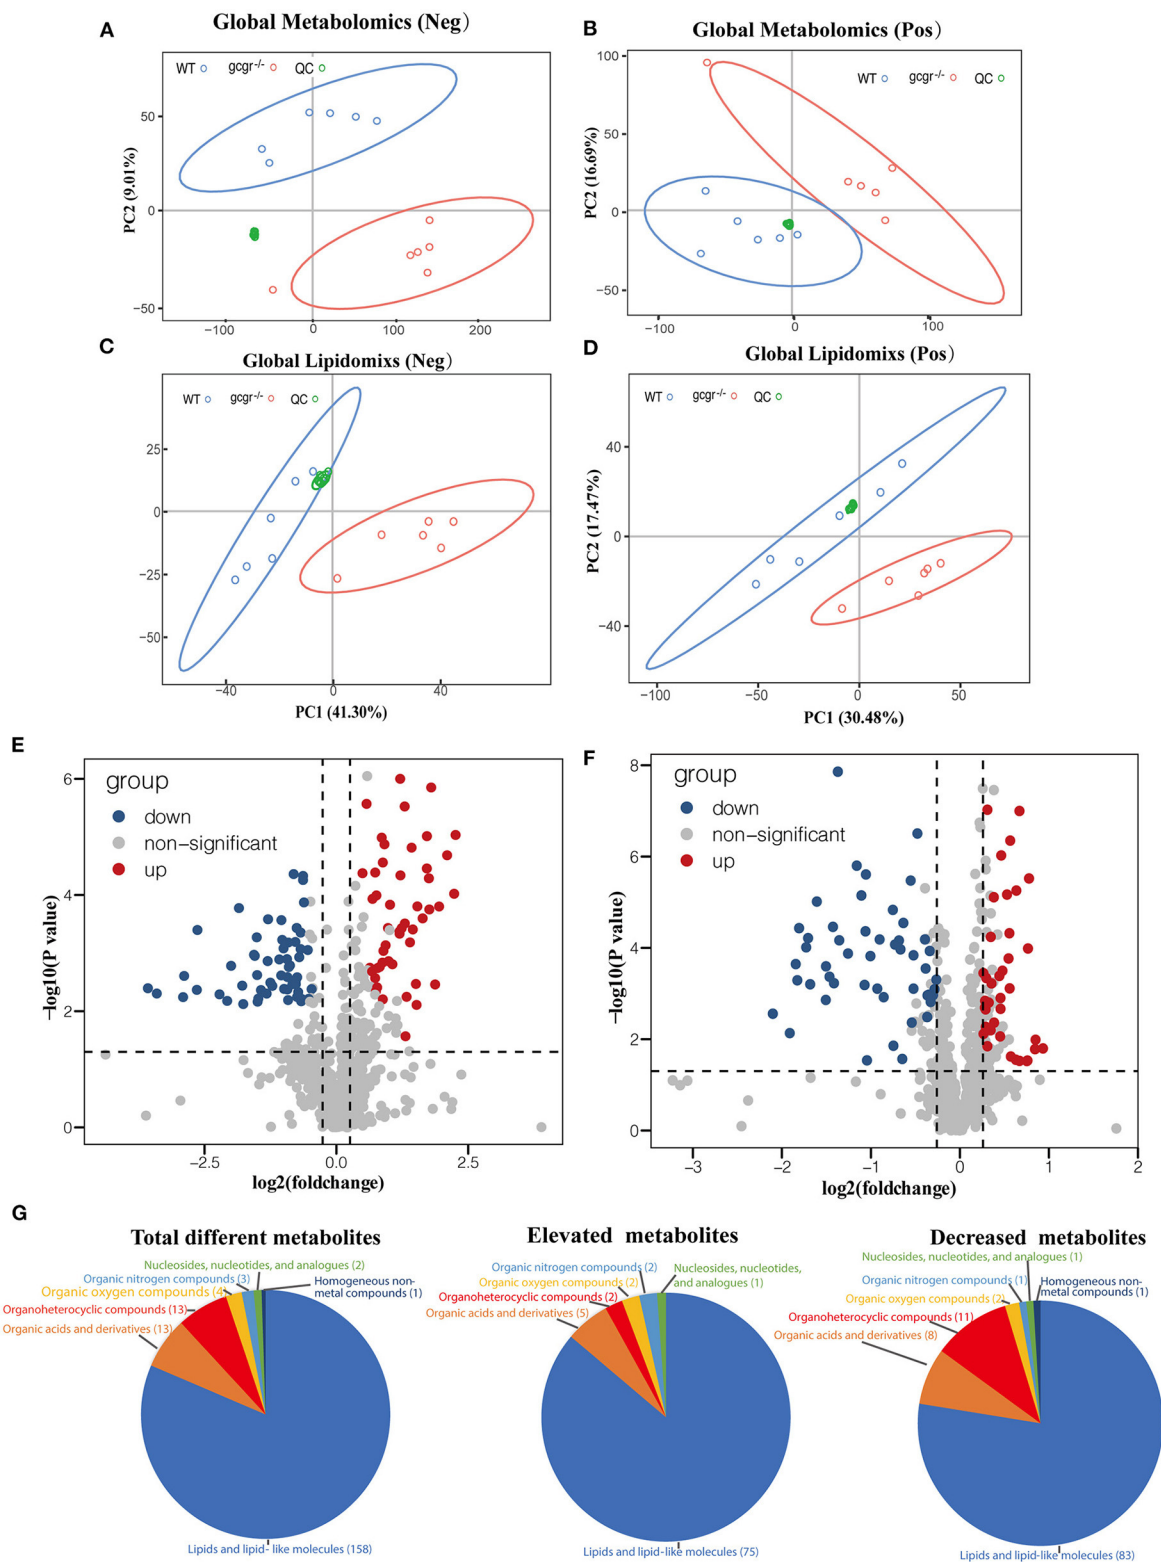 A
Global Metabolomics (Neg)
WT gcgr-/- QC
PC2 (9.01%)
50
0
−50
−100 0 100 200
B
Global Metabolomics (Pos)
WT gcgr-/- QC
PC2 (16.69%)
100
50
0
−50
−100 0 100
C
Global Lipidomixs (Neg)
WT gcgr-/- QC
25
0
−25
−50
−40 0 40
PC1 (41.30%)
D
Global Lipidomixs (Pos)
WT gcgr-/- QC
PC2 (17.47%)
40
0
−40
−100 −50 0 50
PC1 (30.48%)
E
group
down
non−significant
up
−log10(P value)
6
4
2
0
−2.5 0.0 2.5
log2(foldchange)
F
group
down
non−significant
up
−log10(P value)
8
6
4
2
0
−3 −2 −1 0 1 2
log2(foldchange)
G
Total different metabolites
Nucleosides, nucleotides, and analogues (2)
Organic nitrogen compounds (3)
Homogeneous non-
metal compounds (1)
Organic oxygen compounds (4)
Organoheterocyclic compounds (13)
Organic acids and derivatives (13)
Lipids and lipid- like molecules (158)
Elevated metabolites
Organic nitrogen compounds (2)
Nucleosides, nucleotides,
and analogues (1)
Organic oxygen compounds (2)
Organoheterocyclic compounds (2)
Organic acids and derivatives (5)
Lipids and lipid-like molecules (75)
Decreased metabolites
Nucleosides, nucleotides, and analogues (1)
Organic nitrogen compounds (1)
Homogeneous non-
metal compounds (1)
Organic oxygen compounds (2)
Organoheterocyclic compounds (11)
Organic acids and derivatives (8)
Lipids and lipid-like molecules (83)